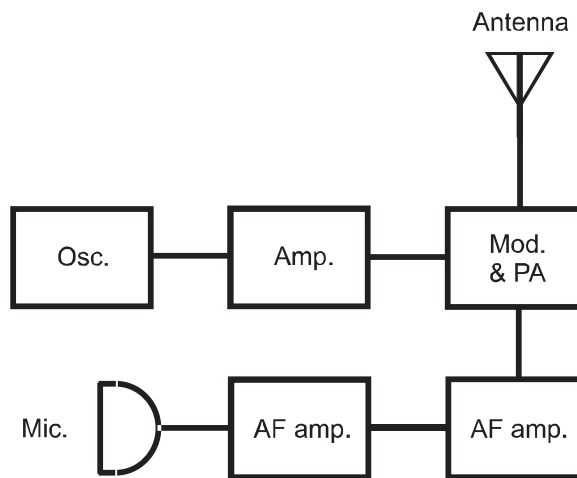 Antenna
Osc.
Amp.
Mod.
& PA
Mic.
AF amp.
AF amp.